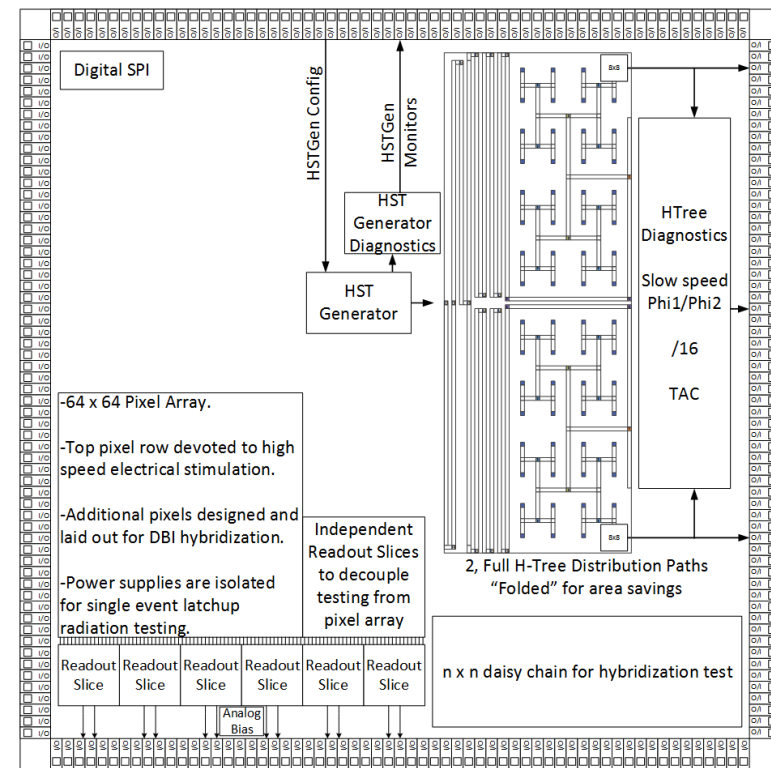 Digital SPI
HSTGen Config
HSTGen
Monitors
HST
Generator
Diagnostics
HST
Generator
8x8
HTree
Diagnostics
Slow speed
Phi1/Phi2
/16
TAC
8x8
2, Full H-Tree Distribution Paths
“Folded” for area savings
-64 x 64 Pixel Array.
-Top pixel row devoted to high
speed electrical stimulation.
-Additional pixels designed and
laid out for DBI hybridization.
-Power supplies are isolated
for single event latchup
radiation testing.
Independent
Readout Slices
to decouple
testing from
pixel array
Readout
Slice
Readout
Slice
Readout
Slice
Readout
Slice
Readout
Slice
Readout
Slice
Analog
Bias
n x n daisy chain for hybridization test
I/O